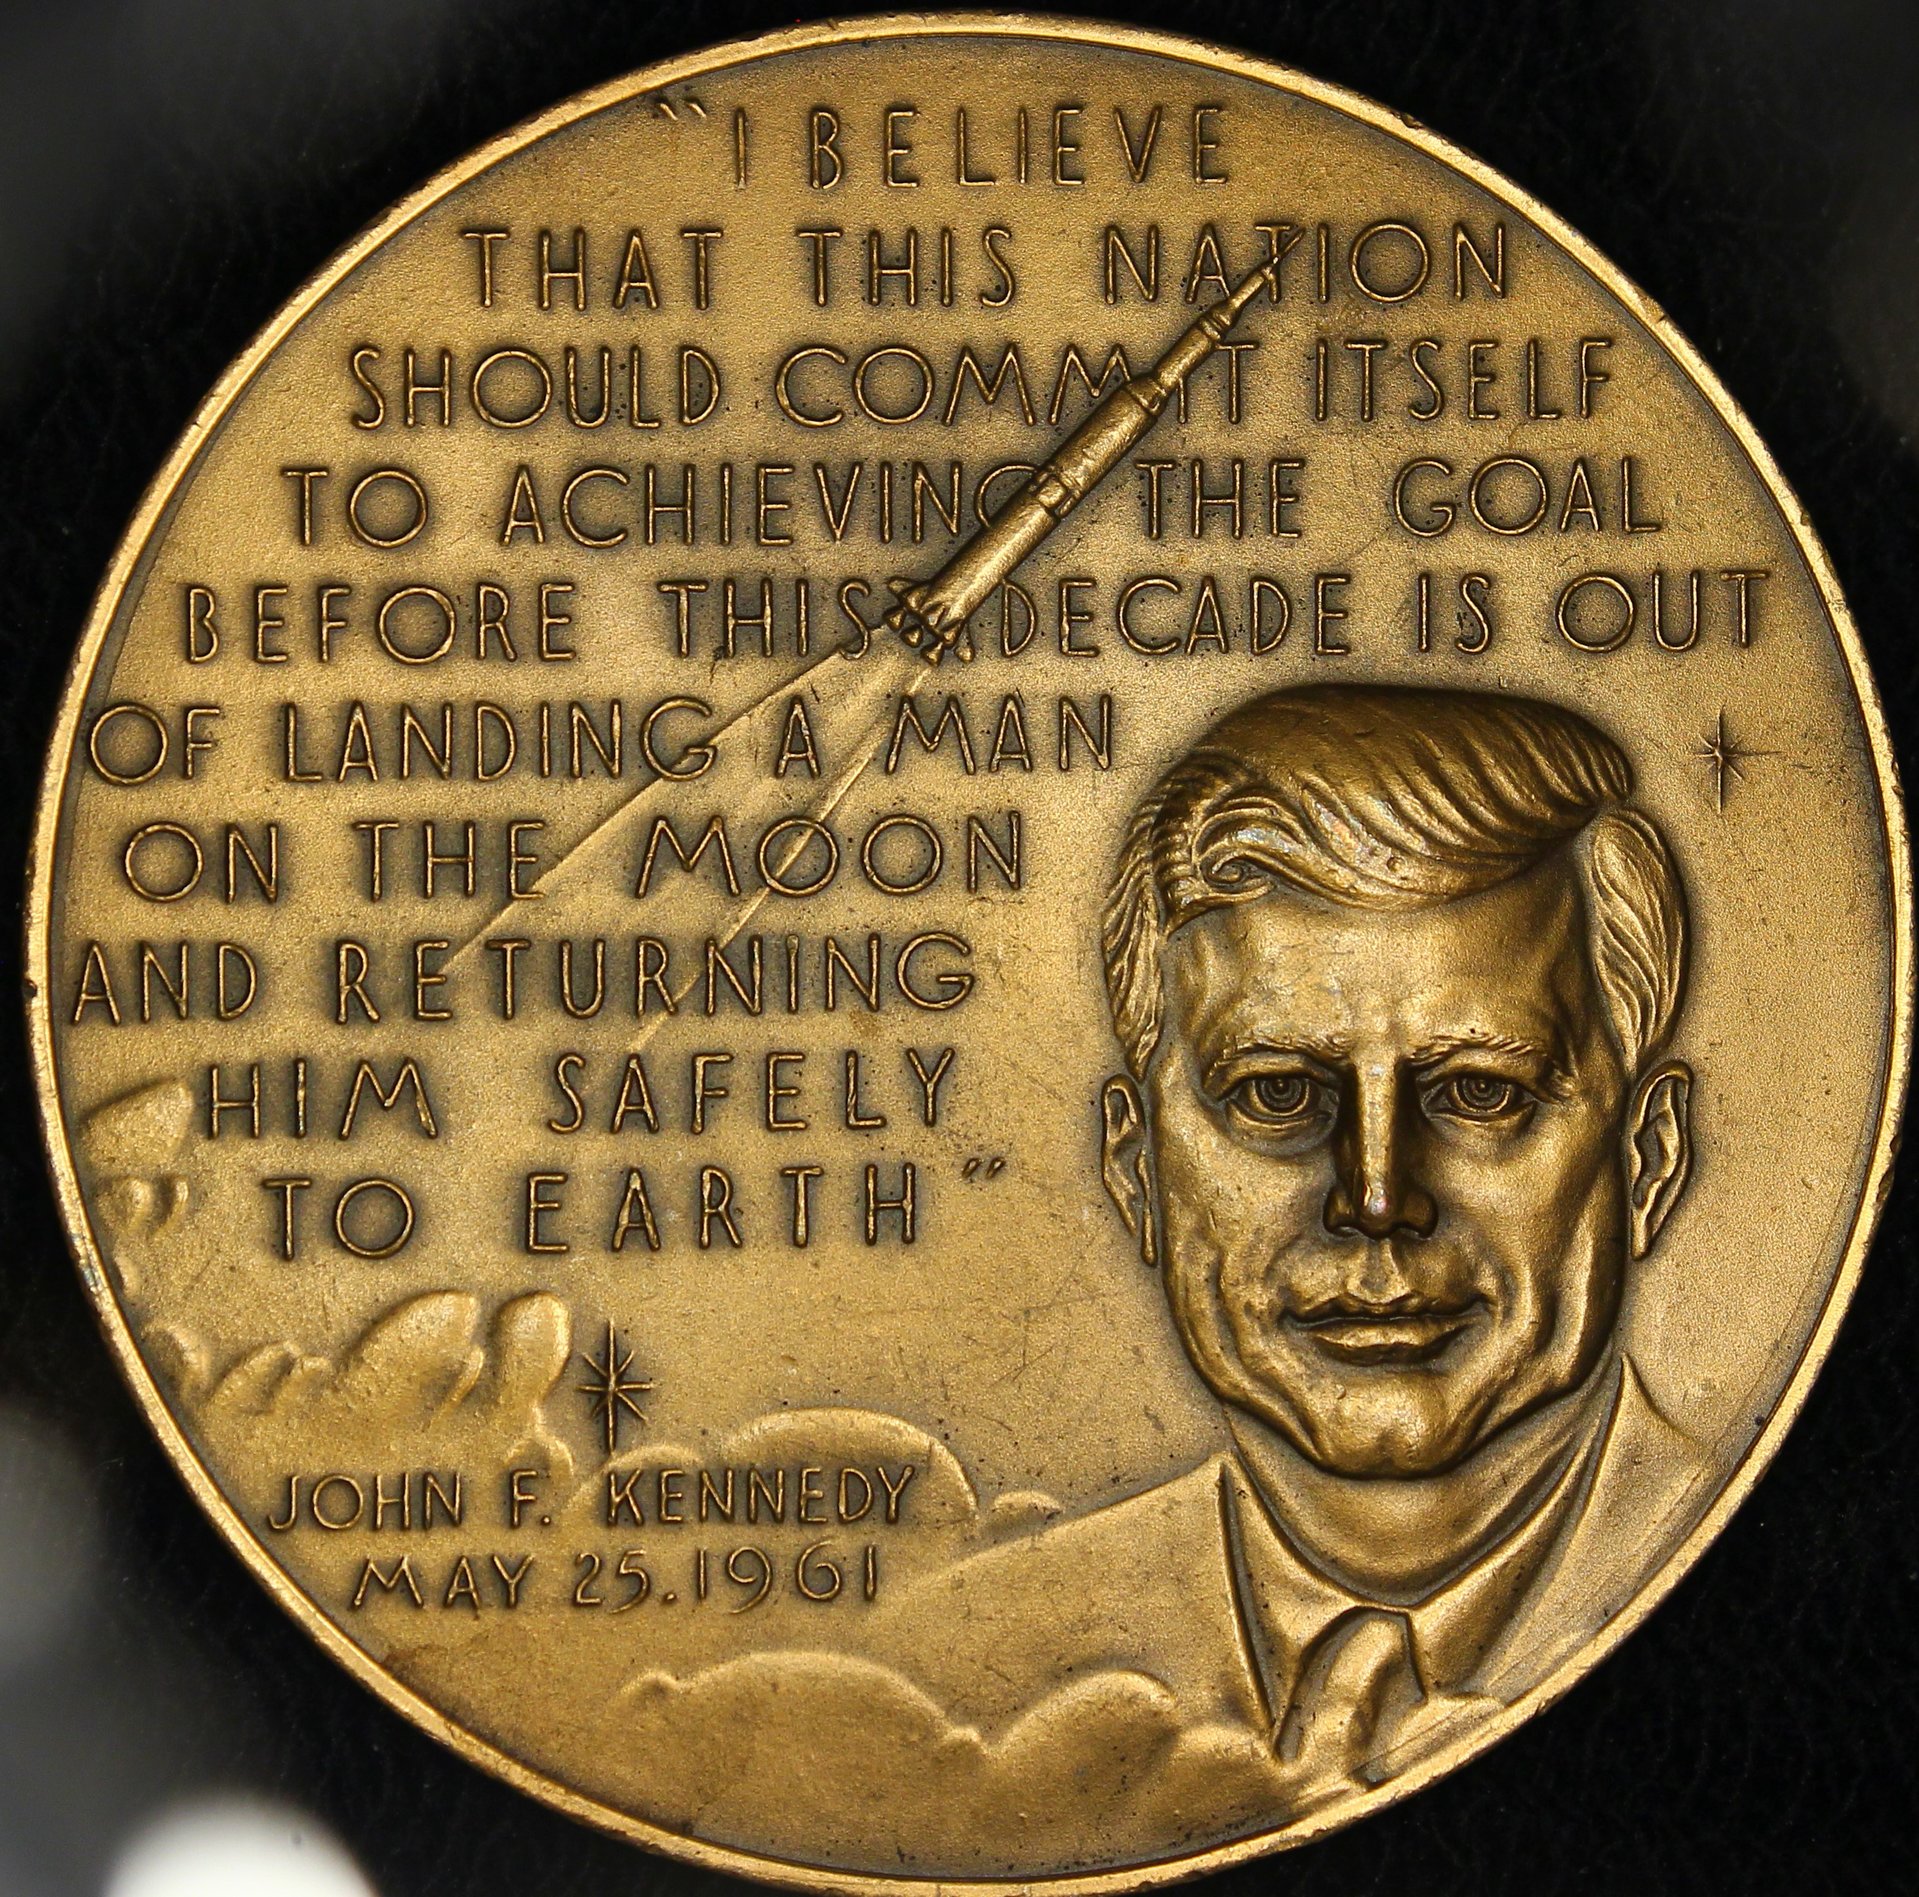 “I BELIEVE
THAT THIS NATION
SHOULD COMMIT ITSELF
TO ACHIEVING THE GOAL
BEFORE THIS DECADE IS OUT
OF LANDING A MAN
ON THE MOON
AND RETURNING
HIM SAFELY
TO EARTH”
JOHN F. KENNEDY
MAY 25.1961